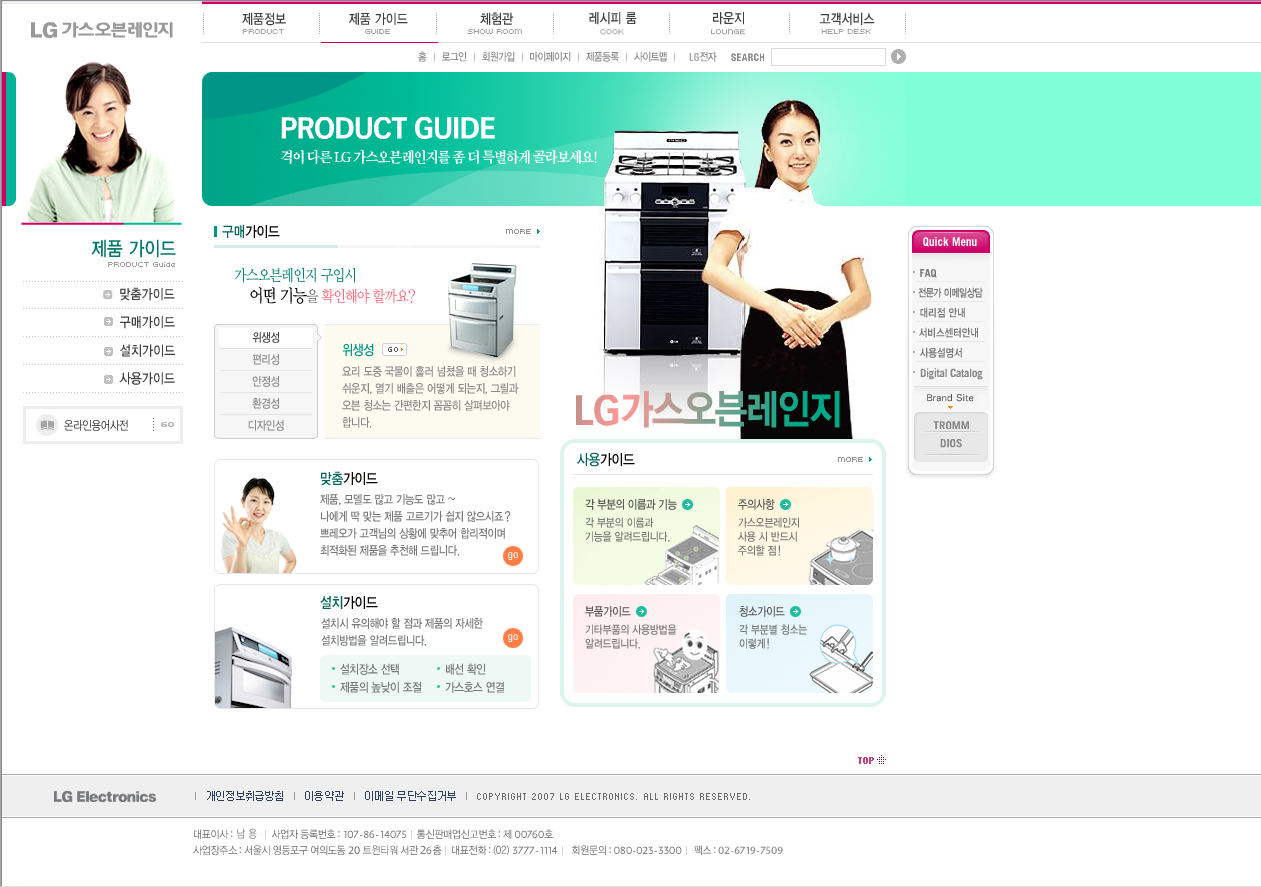 LG 가스오븐레인지
제품정보
PRODUCT
제품 가이드
GUIDE
체험관
SHOW ROOM
레시피 룸
COOK
라운지
LOUNGE
고객서비스
HELP DESK
홈 | 로그인 | 회원가입 | 마이페이지 | 제품등록 | 사이트맵 | LG전자 SEARCH
PRODUCT GUIDE
격이 다른 LG 가스오븐레인지를 좀 더 특별하게 골라보세요!
제품 가이드
PRODUCT Guide
맞춤가이드
구매가이드
설치가이드
사용가이드
온라인용어사전 GO
구매가이드 MORE
가스오븐레인지 구입시
어떤 기능을 확인해야 할까요?
위생성
편리성
안정성
환경성
디자인성
위생성 GO
요리 도중 국물이 흘러 넘쳤을 때 청소하기
쉬운지, 열기 배출은 어떻게 되는지, 그릴과
오븐 청소는 간편한지 꼼꼼히 살펴보아야
합니다.
맞춤가이드
제품, 모델도 많고 기능도 많고 ~
나에게 딱 맞는 제품 고르기가 쉽지 않으시죠?
쁘레오가 고객님의 상황에 맞추어 합리적이며
최적화된 제품을 추천해 드립니다.
go
설치가이드
설치시 유의해야 할 점과 제품의 자세한
설치방법을 알려드립니다.
go
· 설치장소 선택 · 배선 확인
· 제품의 높낮이 조절 · 가스호스 연결
LG가스오븐레인지
사용가이드 MORE
각 부분의 이름과 기능
각 부분의 이름과
기능을 알려드립니다.
주의사항
가스오븐레인지
사용 시 반드시
주의할 점!
부품가이드
기타부품의 사용방법을
알려드립니다.
청소가이드
각 부분별 청소는
이렇게!
Quick Menu
· FAQ
· 전문가 이메일상담
· 대리점 안내
· 서비스센터안내
· 사용설명서
· Digital Catalog
Brand Site
TROMM
DIOS
TOP
LG Electronics | 개인정보취급방침 | 이용약관 | 이메일 무단수집거부 | COPYRIGHT 2007 LG ELECTRONICS. ALL RIGHTS RESERVED.
대표이사 : 남 용 | 사업자 등록번호 : 107-86-14075 | 통신판매업신고번호 : 제 00760호
사업장주소 : 서울시 영등포구 여의도동 20 트윈타워 서관 26층 | 대표전화 : (02) 3777-1114 | 회원문의 : 080-023-3300 | 팩스 : 02-6719-7509